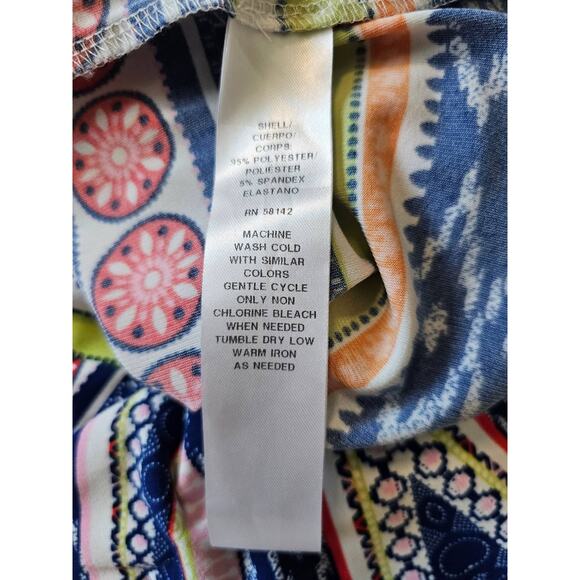 SHELL/
CUERPO/
CORPS:
95% POLYESTER/
POLIESTER
5% SPANDEX
ELASTANO
RN 58142
MACHINE
WASH COLD
WITH SIMILAR
COLORS
GENTLE CYCLE
ONLY NON
CHLORINE BLEACH
WHEN NEEDED
TUMBLE DRY LOW
WARM IRON
AS NEEDED